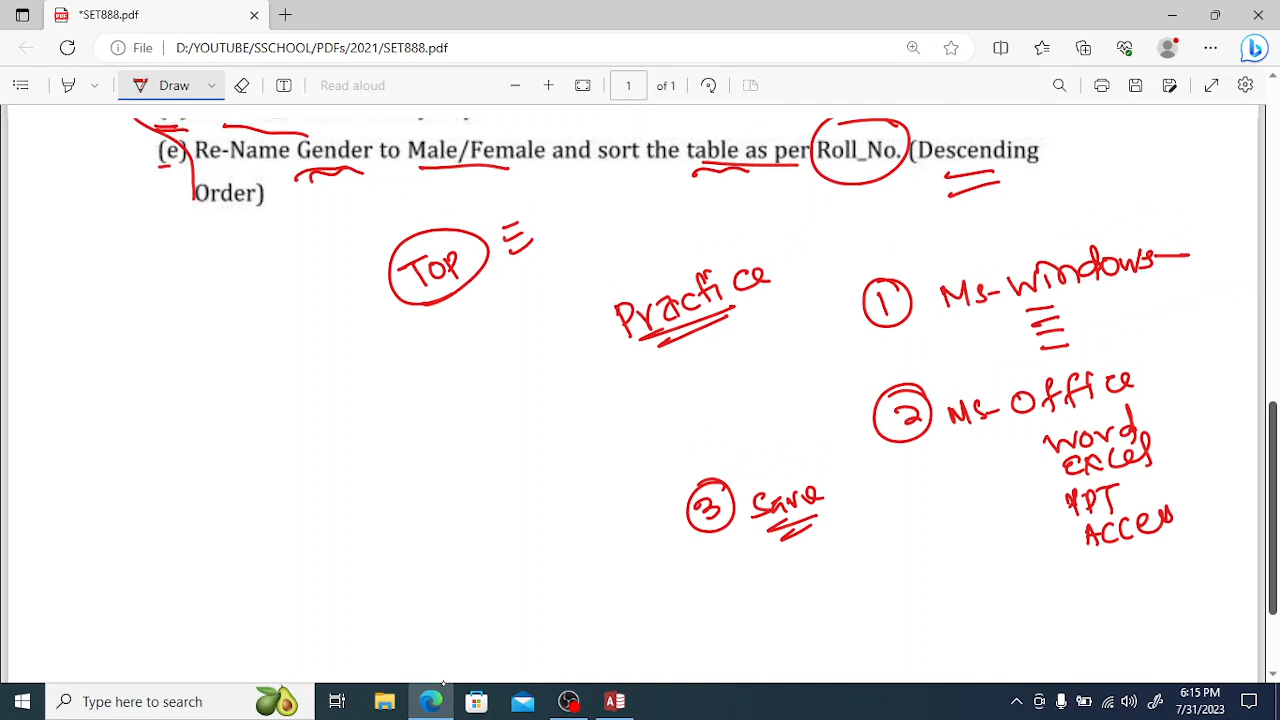 *SET888.pdf
File D:/YOUTUBE/SSCHOOL/PDFs/2021/SET888.pdf
Draw Read aloud 1 of 1
(e) Re-Name Gender to Male/Female and sort the table as per Roll_No. (Descending
Order)
TOP
Practice
1 Ms-Windows
2 Ms-Office
Word
Excel
PPT
Access
3 Save
Type here to search
6:15 PM
7/31/2023